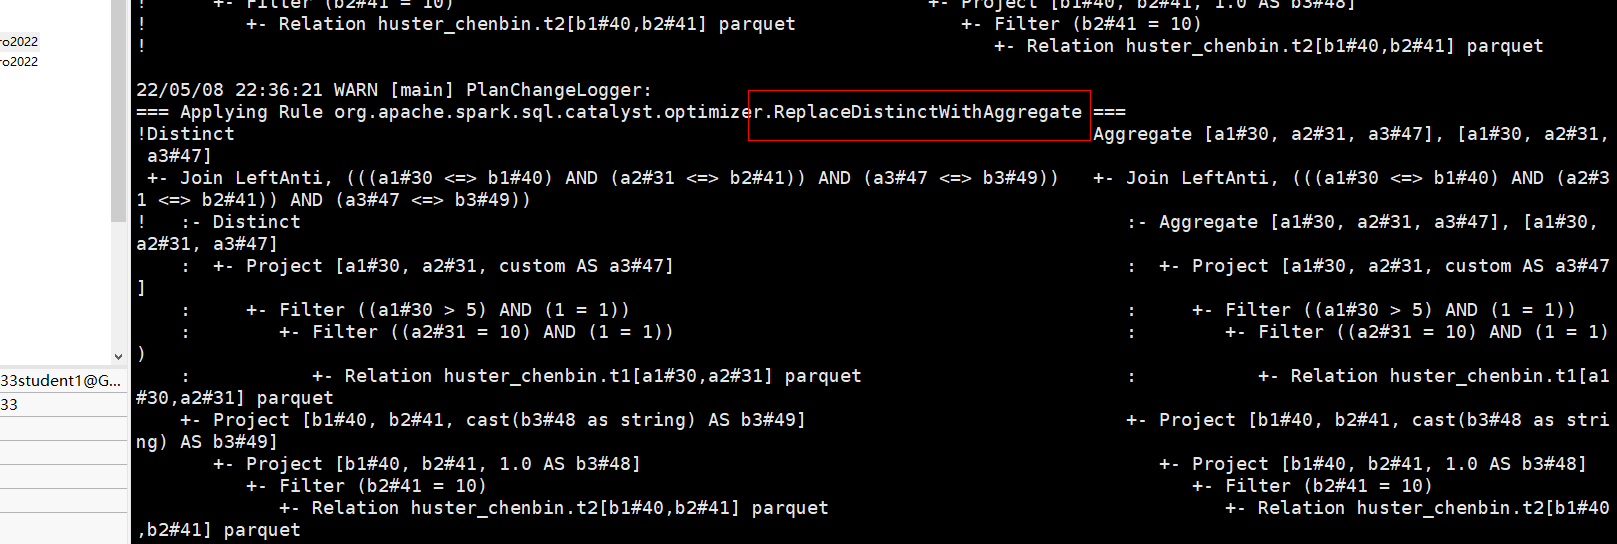 !      +- Filter (b2#41 = 10)                                           +- Project [b1#40, b2#41, 1.0 AS b3#48]
!         +- Relation huster_chenbin.t2[b1#40,b2#41] parquet               +- Filter (b2#41 = 10)
!                                                                             +- Relation huster_chenbin.t2[b1#40,b2#41] parquet
ro2022
ro2022
22/05/08 22:36:21 WARN [main] PlanChangeLogger:
=== Applying Rule org.apache.spark.sql.catalyst.optimizer.ReplaceDistinctWithAggregate ===
!Distinct                                                                              Aggregate [a1#30, a2#31, a3#47], [a1#30, a2#31,
 a3#47]
 +- Join LeftAnti, (((a1#30 <=> b1#40) AND (a2#31 <=> b2#41)) AND (a3#47 <=> b3#49))   +- Join LeftAnti, (((a1#30 <=> b1#40) AND (a2#3
1 <=> b2#41)) AND (a3#47 <=> b3#49))
!   :- Distinct                                                                           :- Aggregate [a1#30, a2#31, a3#47], [a1#30,
a2#31, a3#47]
    :  +- Project [a1#30, a2#31, custom AS a3#47]                                         :  +- Project [a1#30, a2#31, custom AS a3#47
]
    :     +- Filter ((a1#30 > 5) AND (1 = 1))                                             :     +- Filter ((a1#30 > 5) AND (1 = 1))
    :        +- Filter ((a2#31 = 10) AND (1 = 1))                                         :        +- Filter ((a2#31 = 10) AND (1 = 1)
)
    :           +- Relation huster_chenbin.t1[a1#30,a2#31] parquet                        :           +- Relation huster_chenbin.t1[a1
#30,a2#31] parquet
    +- Project [b1#40, b2#41, cast(b3#48 as string) AS b3#49]                             +- Project [b1#40, b2#41, cast(b3#48 as stri
ng) AS b3#49]
       +- Project [b1#40, b2#41, 1.0 AS b3#48]                                               +- Project [b1#40, b2#41, 1.0 AS b3#48]
          +- Filter (b2#41 = 10)                                                                +- Filter (b2#41 = 10)
             +- Relation huster_chenbin.t2[b1#40,b2#41] parquet                                    +- Relation huster_chenbin.t2[b1#40
,b2#41] parquet
33student1@G...
33